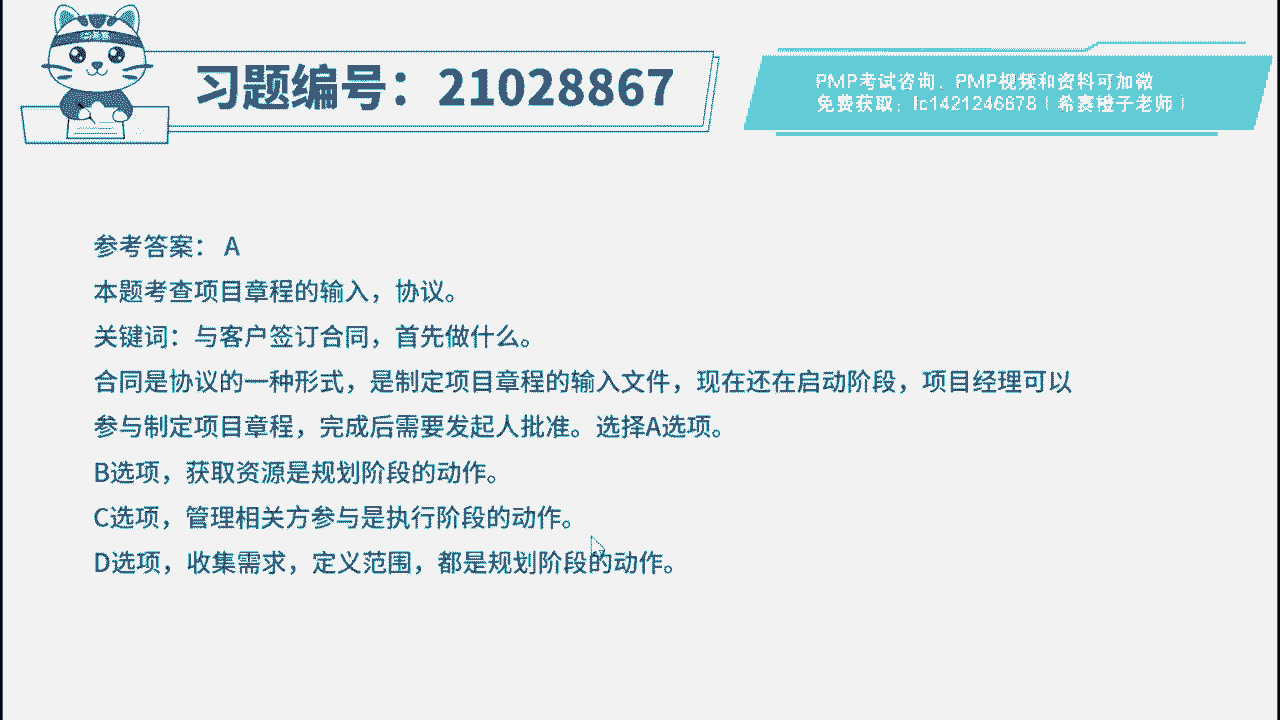 习题编号：21028867
PMP考试咨询、PMP视频和资料可加微
免费获取：lc1421246678（希赛橙子老师）
参考答案： A
本题考查项目章程的输入，协议。
关键词：与客户签订合同，首先做什么。
合同是协议的一种形式，是制定项目章程的输入文件，现在还在启动阶段，项目经理可以
参与制定项目章程，完成后需要发起人批准。选择A选项。
B选项，获取资源是规划阶段的动作。
C选项，管理相关方参与是执行阶段的动作。
D选项，收集需求，定义范围，都是规划阶段的动作。